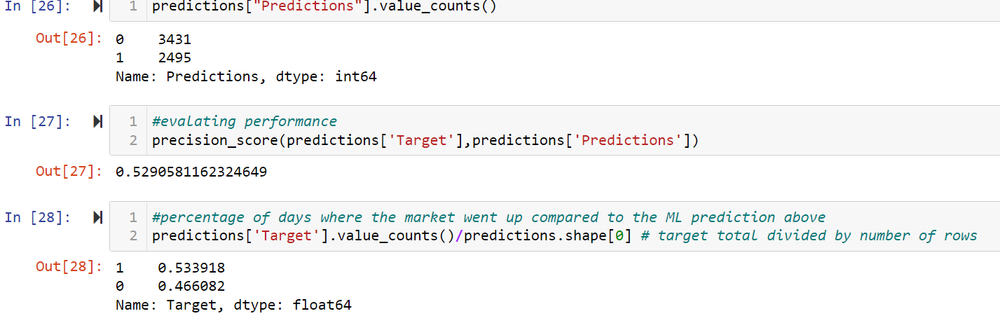 In [26]: 1 predictions["Predictions"].value_counts()
Out[26]: 0 3431
1 2495
Name: Predictions, dtype: int64
In [27]: 1 #evalating performance
2 precision_score(predictions['Target'],predictions['Predictions'])
Out[27]: 0.5290581162324649
In [28]: 1 #percentage of days where the market went up compared to the ML prediction above
2 predictions['Target'].value_counts()/predictions.shape[0] # target total divided by number of rows
Out[28]: 1 0.533918
0 0.466082
Name: Target, dtype: float64